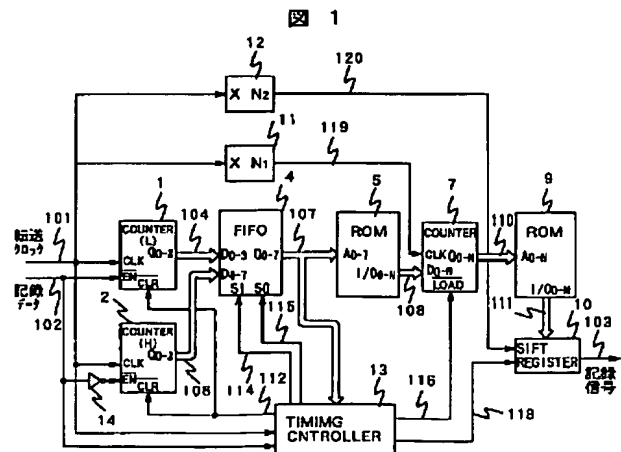 図 1
12
120
X N2
11
119
X N1
1
4
5
7
9
転送
クロック
101
COUNTER
(L)
Q0-3
CLK
EN
CLR
104
FIFO
D0-3 Q0-7
D4-7
SI SO
107
ROM
A0-7
I/O0-N
108
COUNTER
CLK Q0-N
D0-N
LOAD
110
ROM
A0-N
I/O0-M
111
記録
データ
102
2
COUNTER
(H)
Q0-3
CLK
EN
CLR
106
14
114
115
112
13
TIMIMG
CNTROLLER
116
118
10
SIFT
REGISTER
103
記録
信号